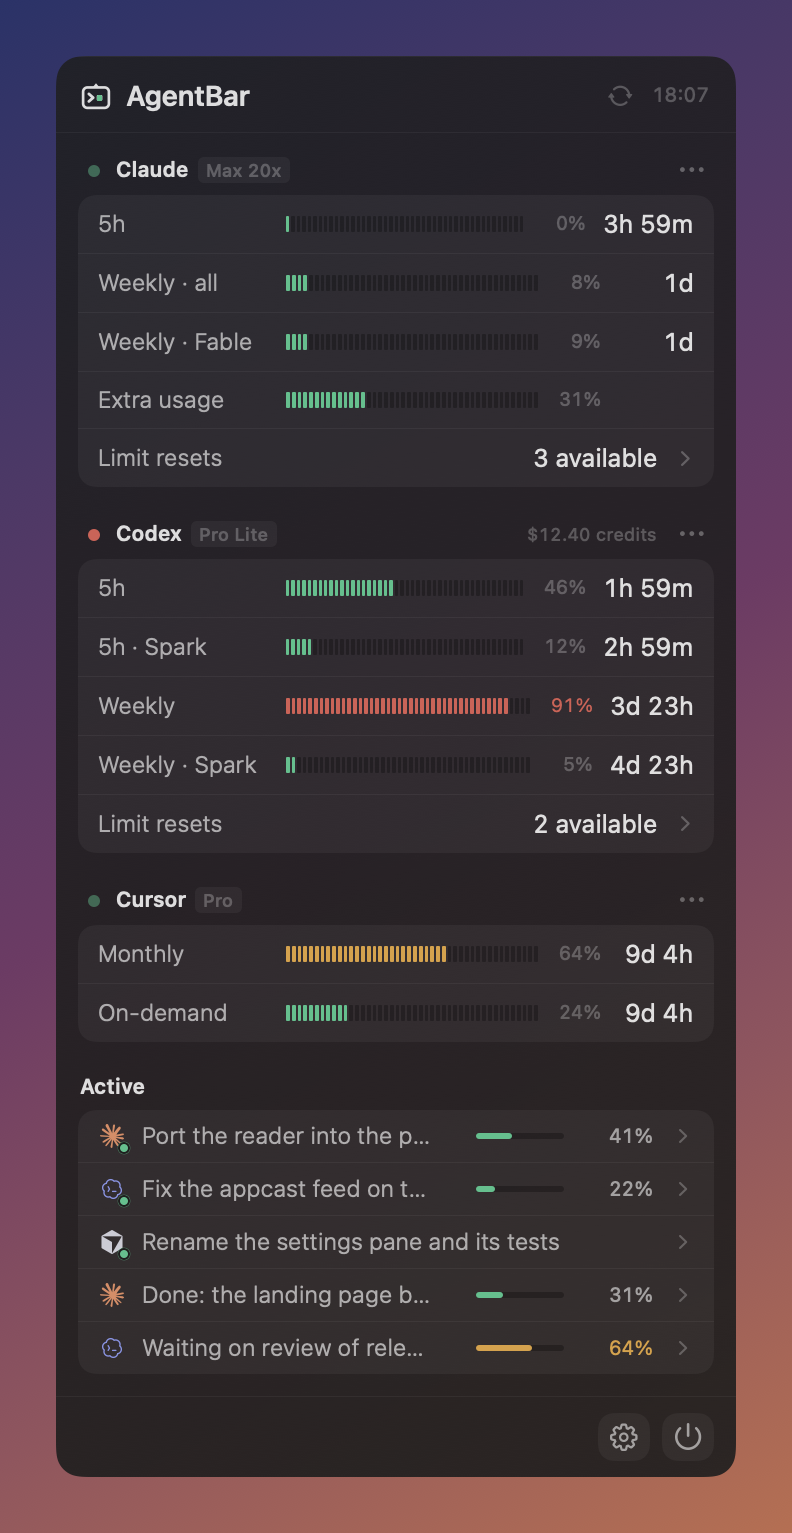 AgentBar 18:07
Claude Max 20x
5h 0% 3h 59m
Weekly · all 8% 1d
Weekly · Fable 9% 1d
Extra usage 31%
Limit resets 3 available
Codex Pro Lite $12.40 credits
5h 46% 1h 59m
5h · Spark 12% 2h 59m
Weekly 91% 3d 23h
Weekly · Spark 5% 4d 23h
Limit resets 2 available
Cursor Pro
Monthly 64% 9d 4h
On-demand 24% 9d 4h
Active
Port the reader into the p... 41%
Fix the appcast feed on t... 22%
Rename the settings pane and its tests
Done: the landing page b... 31%
Waiting on review of rele... 64%